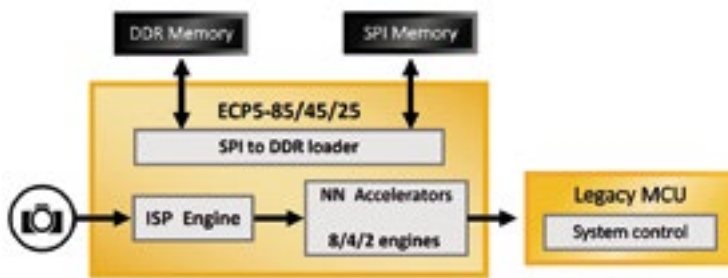 DDR Memory
SPI Memory
ECP5-85/45/25
SPI to DDR loader
ISP Engine
NN Accelerators
8/4/2 engines
Legacy MCU
System control